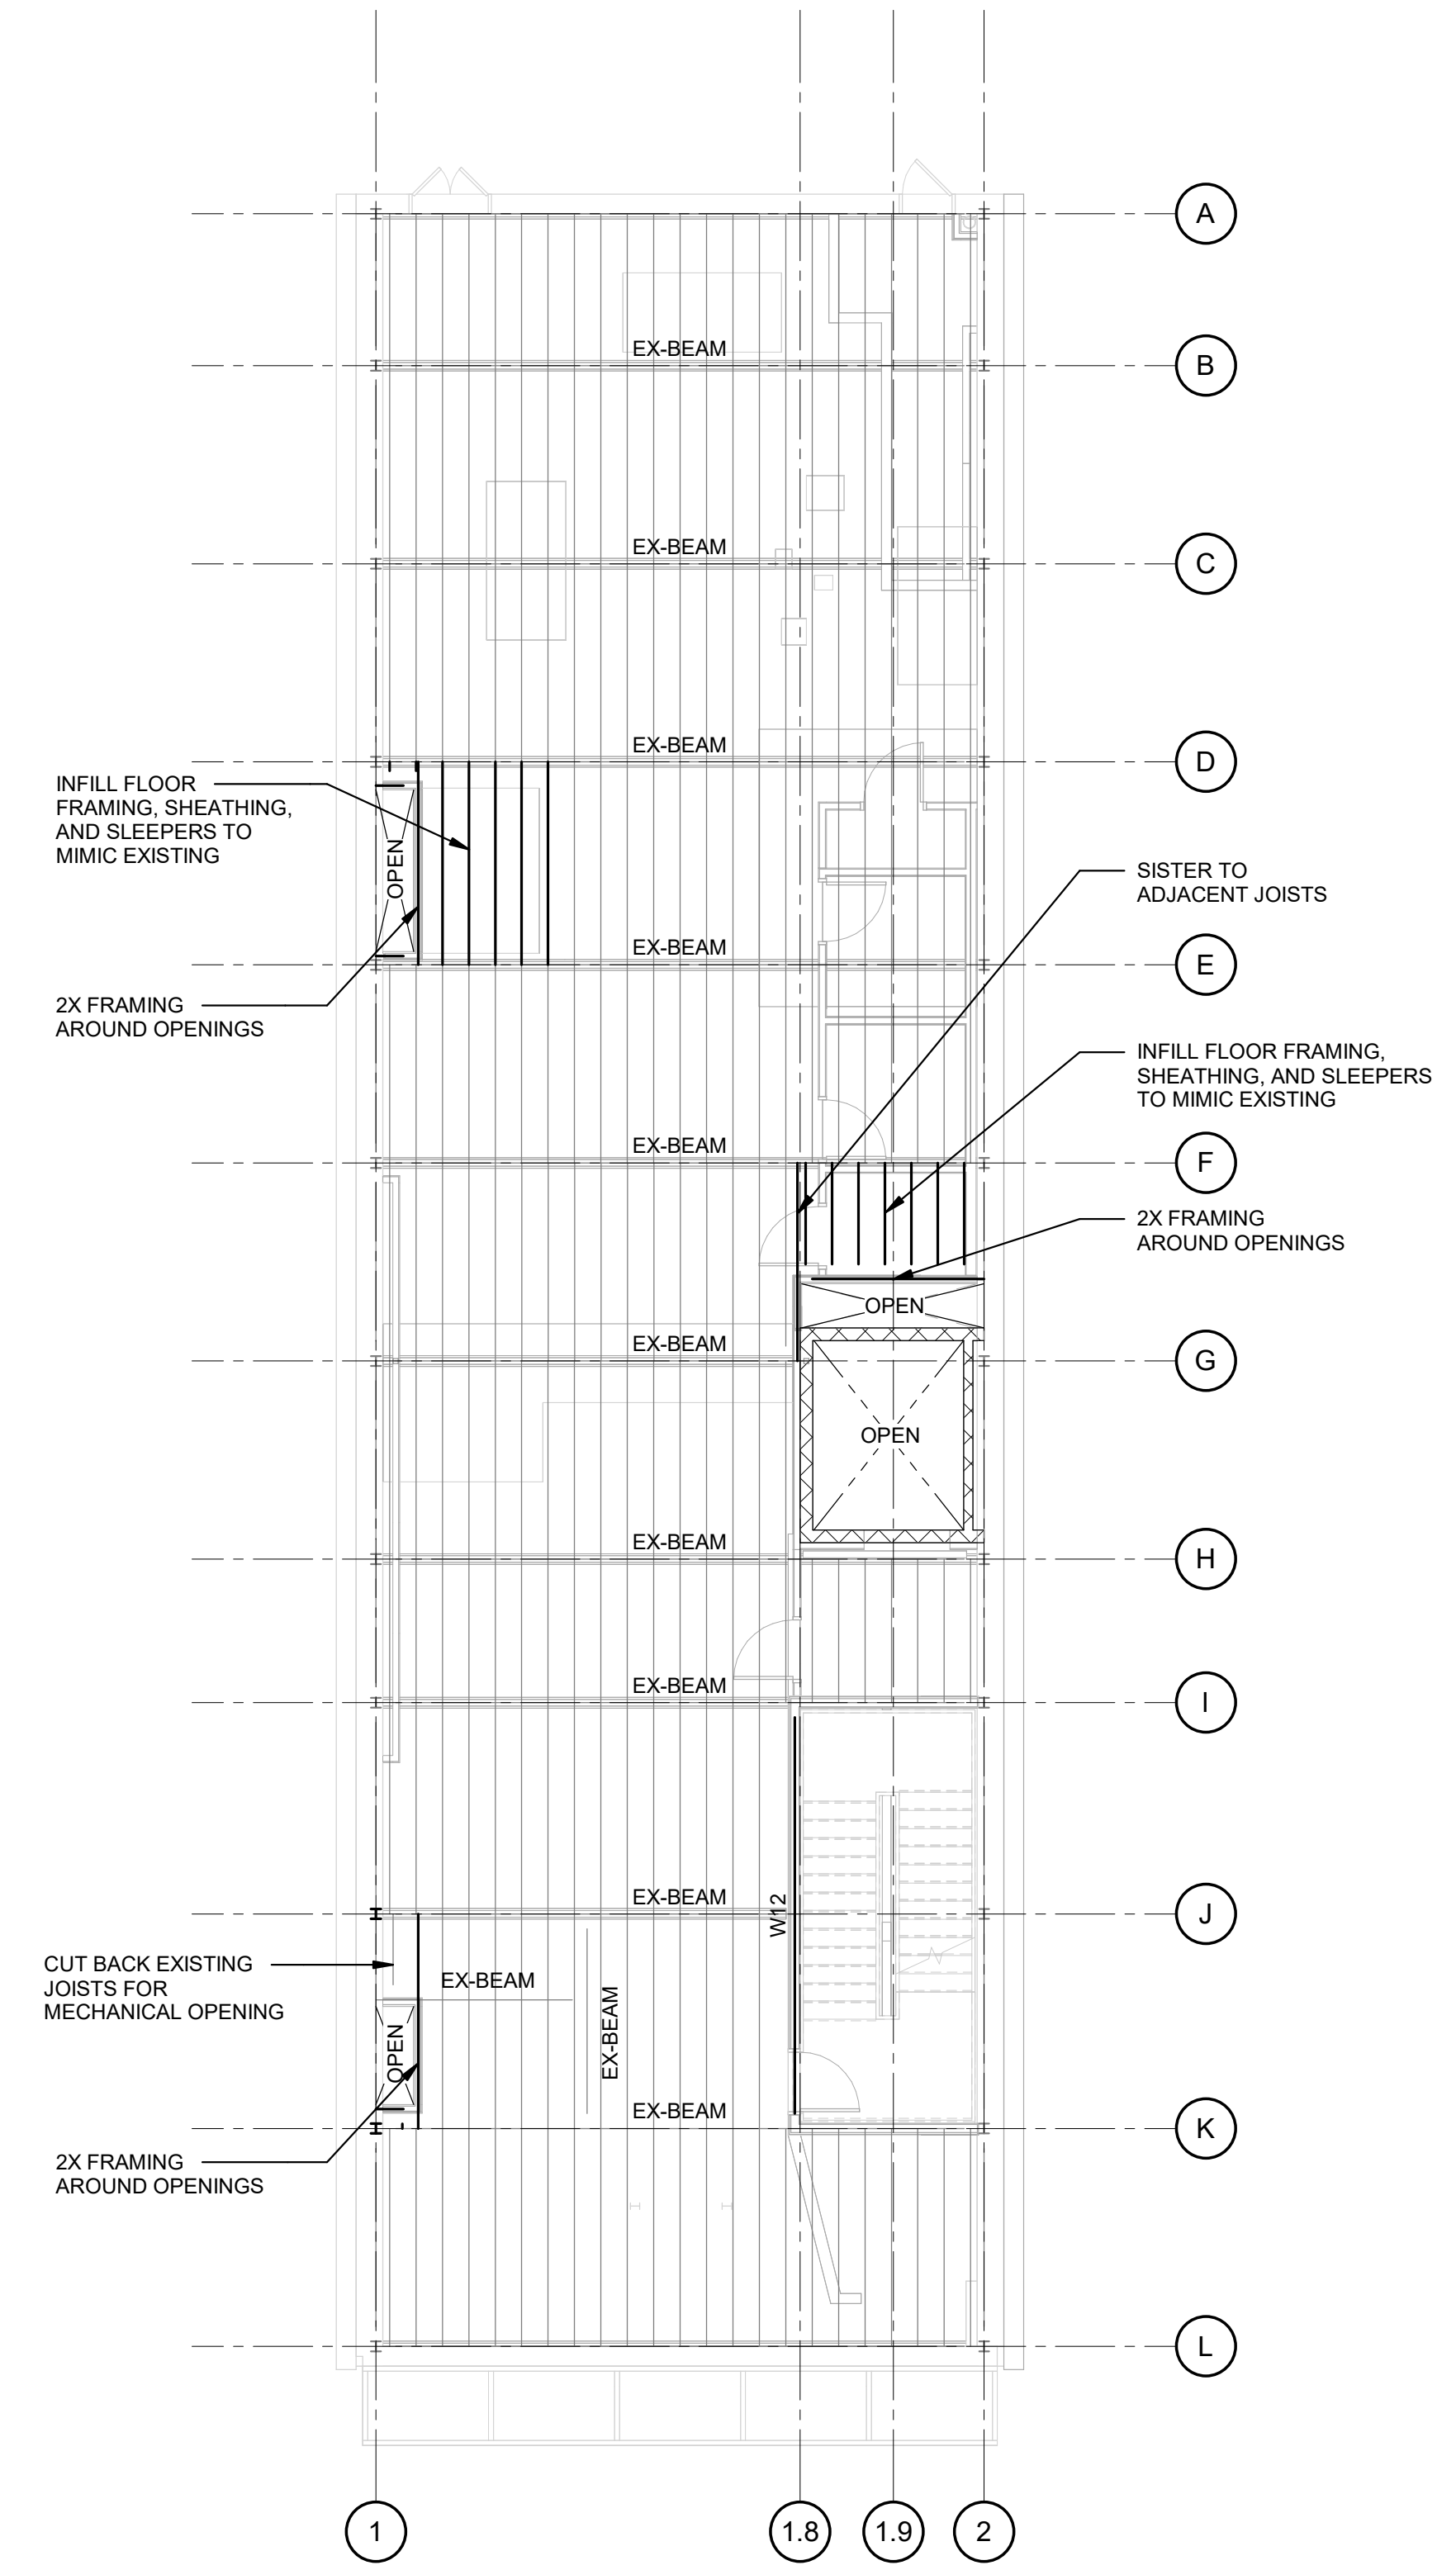 A
EX-BEAM
B
EX-BEAM
C
EX-BEAM
D
INFILL FLOOR
FRAMING, SHEATHING,
AND SLEEPERS TO
MIMIC EXISTING
OPEN
SISTER TO
ADJACENT JOISTS
EX-BEAM
E
2X FRAMING
AROUND OPENINGS
INFILL FLOOR FRAMING,
SHEATHING, AND SLEEPERS
TO MIMIC EXISTING
EX-BEAM
F
2X FRAMING
AROUND OPENINGS
OPEN
EX-BEAM
G
OPEN
EX-BEAM
H
EX-BEAM
I
EX-BEAM
W12
J
CUT BACK EXISTING
JOISTS FOR
MECHANICAL OPENING
EX-BEAM
EX-BEAM
OPEN
EX-BEAM
K
2X FRAMING
AROUND OPENINGS
L
1
1.8
1.9
2